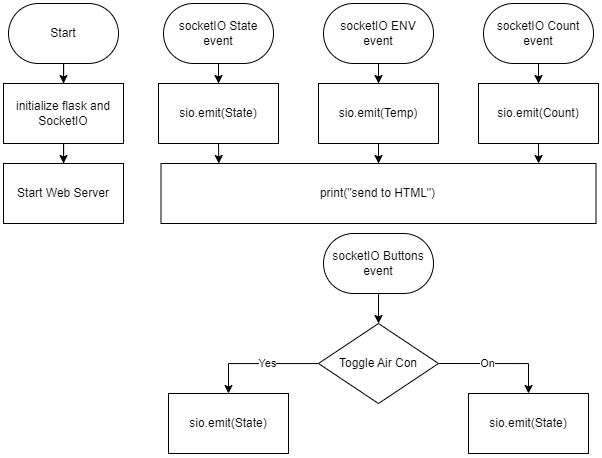 Start
socketIO State
event
socketIO ENV
event
socketIO Count
event
initialize flask and
SocketIO
sio.emit(State)
sio.emit(Temp)
sio.emit(Count)
Start Web Server
print("send to HTML")
socketIO Buttons
event
Toggle Air Con
Yes
On
sio.emit(State)
sio.emit(State)